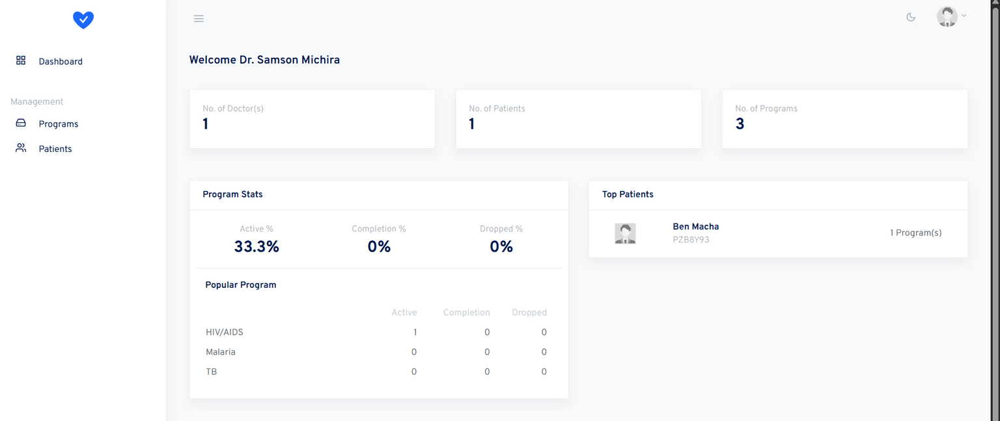 Dashboard
Management
Programs
Patients
Welcome Dr. Samson Michira
No. of Doctor(s)
1
No. of Patients
1
No. of Programs
3
Program Stats
Active %
33.3%
Completion %
0%
Dropped %
0%
Popular Program
Active Completion Dropped
HIV/AIDS 1 0 0
Malaria 0 0 0
TB 0 0 0
Top Patients
Ben Macha
PZB8Y93
1 Program(s)